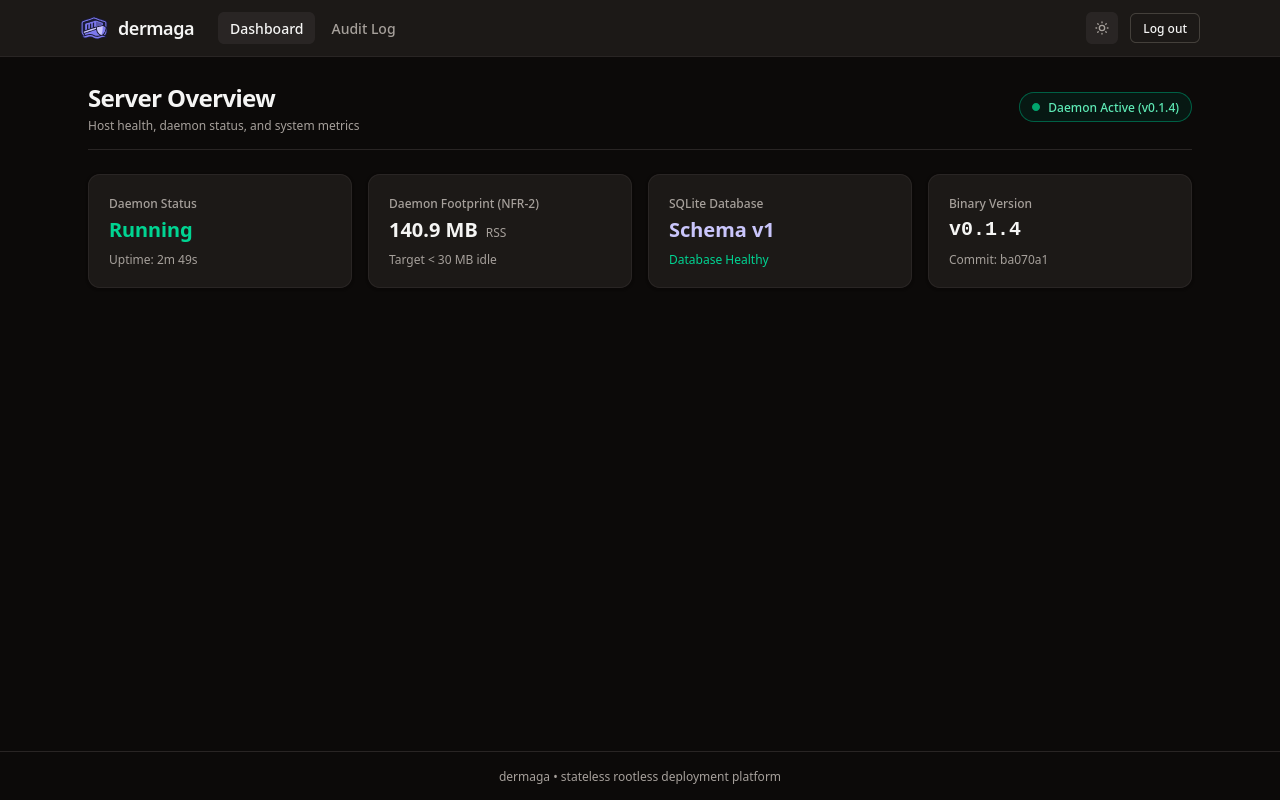 dermaga
Dashboard
Audit Log
Log out
Server Overview
Host health, daemon status, and system metrics
Daemon Active (v0.1.4)
Daemon Status
Running
Uptime: 2m 49s
Daemon Footprint (NFR-2)
140.9 MB RSS
Target < 30 MB idle
SQLite Database
Schema v1
Database Healthy
Binary Version
v0.1.4
Commit: ba070a1
dermaga • stateless rootless deployment platform